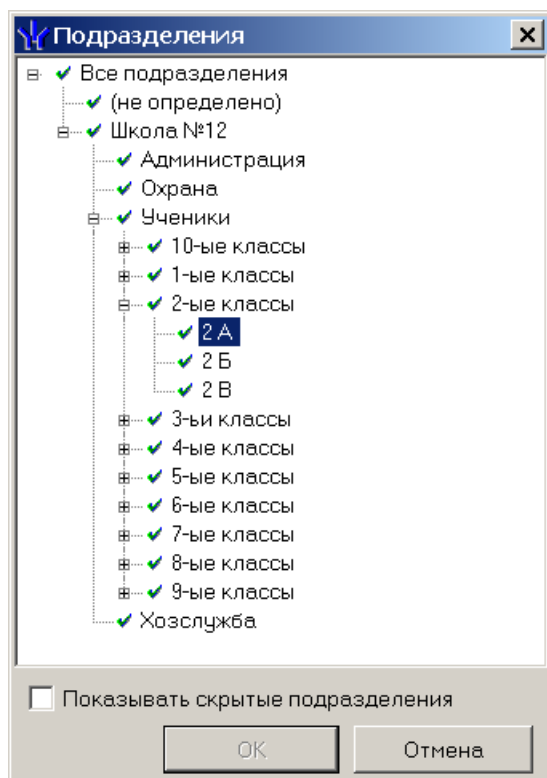 Подразделения
Все подразделения
(не определено)
Школа №12
Администрация
Охрана
Ученики
10-ые классы
1-ые классы
2-ые классы
2 А
2 Б
2 В
3-ьи классы
4-ые классы
5-ые классы
6-ые классы
7-ые классы
8-ые классы
9-ые классы
Хозслужба
Показывать скрытые подразделения
ОК Отмена